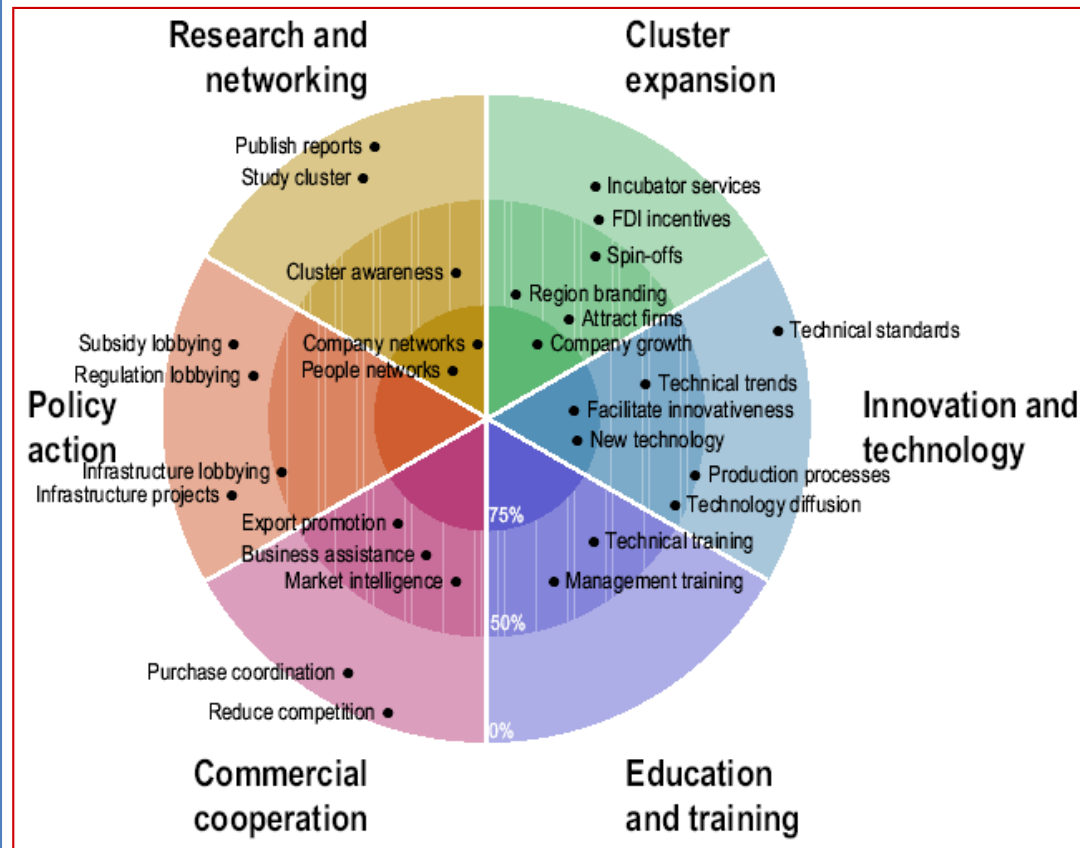 Research and
networking
Cluster
expansion
Publish reports
Study cluster
Incubator services
FDI incentives
Spin-offs
Cluster awareness
Region branding
Attract firms
Technical standards
Subsidy lobbying
Company networks
Company growth
Regulation lobbying
People networks
Technical trends
Policy
action
Facilitate innovativeness
Innovation and
technology
New technology
Infrastructure lobbying
Production processes
Infrastructure projects
Technology diffusion
75%
Export promotion
Technical training
Business assistance
Market intelligence
Management training
50%
Purchase coordination
Reduce competition
0%
Commercial
cooperation
Education
and training